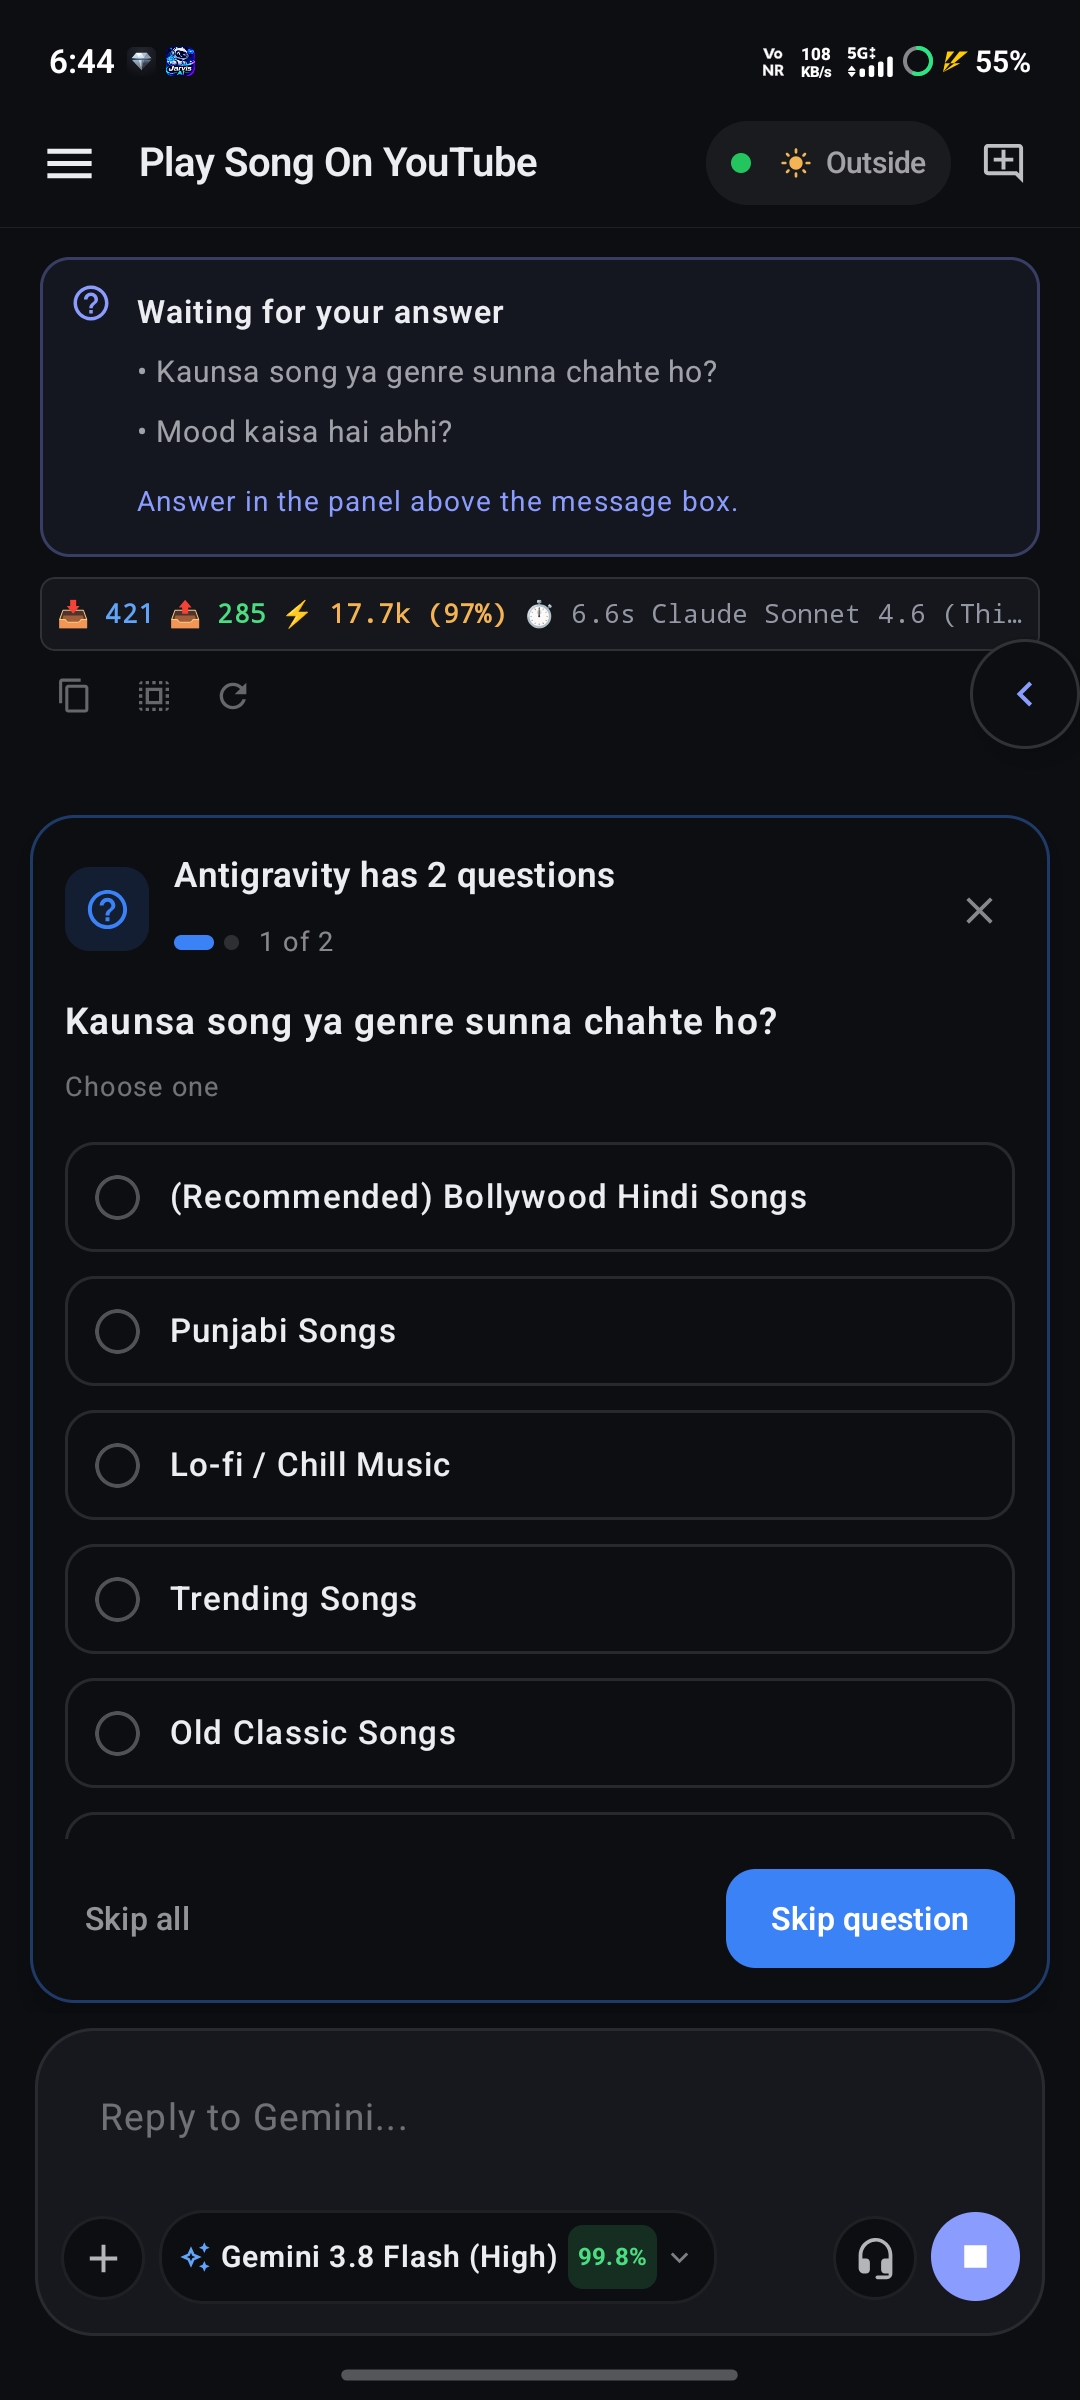 6:44
Vo NR
108 KB/s
5G
55%
Play Song On YouTube
Outside
Waiting for your answer
• Kaunsa song ya genre sunna chahte ho?
• Mood kaisa hai abhi?
Answer in the panel above the message box.
421 285 17.7k (97%) 6.6s Claude Sonnet 4.6 (Thi…
Antigravity has 2 questions
1 of 2
Kaunsa song ya genre sunna chahte ho?
Choose one
(Recommended) Bollywood Hindi Songs
Punjabi Songs
Lo-fi / Chill Music
Trending Songs
Old Classic Songs
Skip all
Skip question
Reply to Gemini...
Gemini 3.8 Flash (High) 99.8%